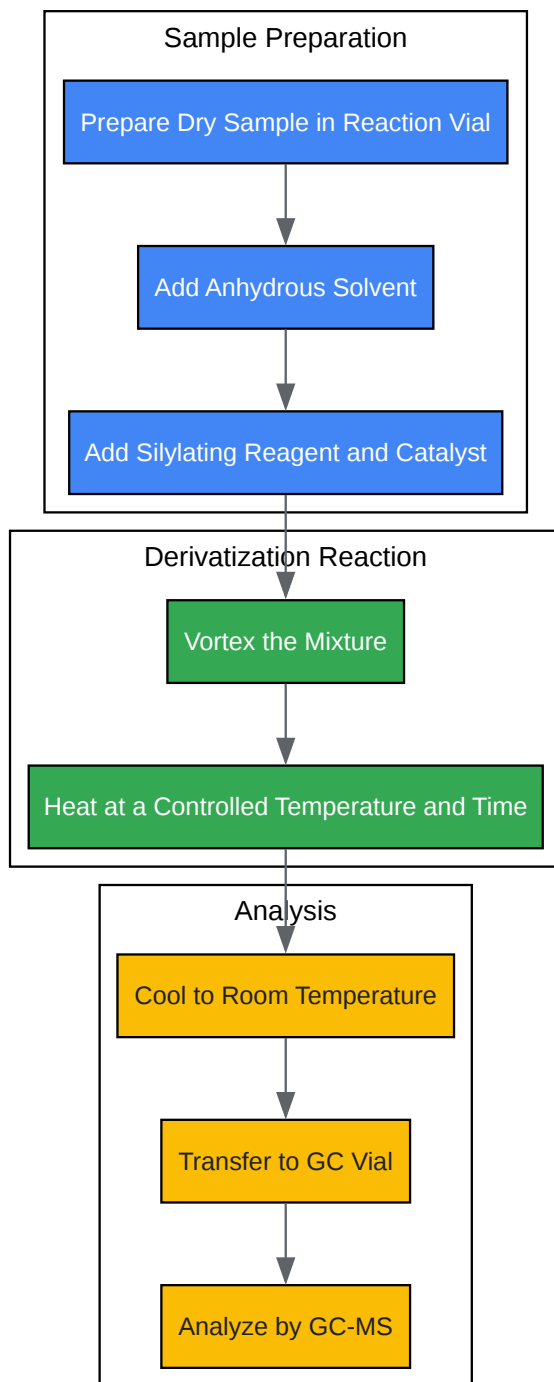 Sample Preparation
Prepare Dry Sample in Reaction Vial
Add Anhydrous Solvent
Add Silylating Reagent and Catalyst
Derivatization Reaction
Vortex the Mixture
Heat at a Controlled Temperature and Time
Analysis
Cool to Room Temperature
Transfer to GC Vial
Analyze by GC-MS